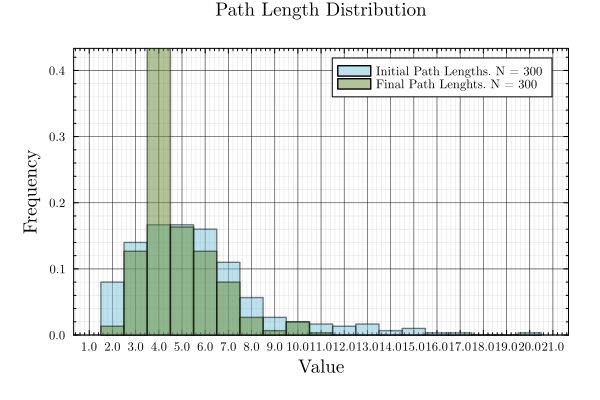 Path Length Distribution
Initial Path Lengths. N = 300
Final Path Lenghts. N = 300
Frequency
0.4
0.3
0.2
0.1
0.0
1.0 2.0 3.0 4.0 5.0 6.0 7.0 8.0 9.0 10.0 11.0 12.0 13.0 14.0 15.0 16.0 17.0 18.0 19.0 20.0 21.0
Value